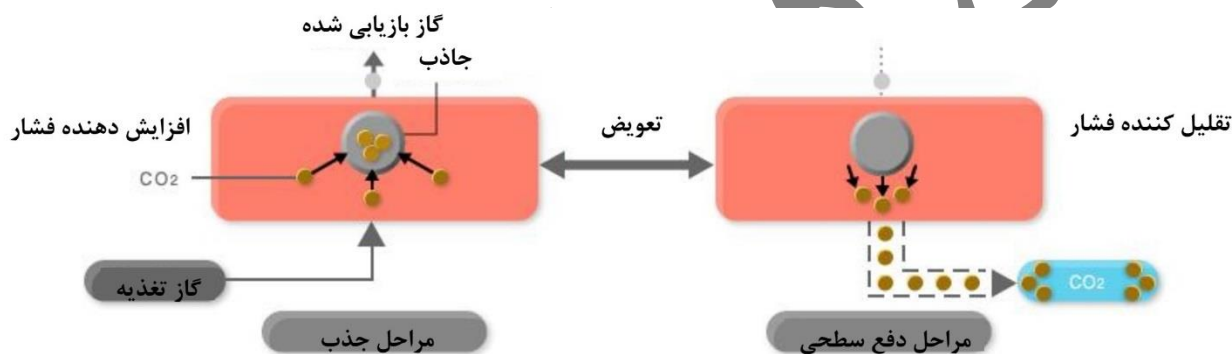 گاز بازیابی شده
جاذب
افزایش دهنده فشار
تعویض
تقلیل کننده فشار
CO2
گاز تغذیه
CO2
مراحل جذب
مراحل دفع سطحی